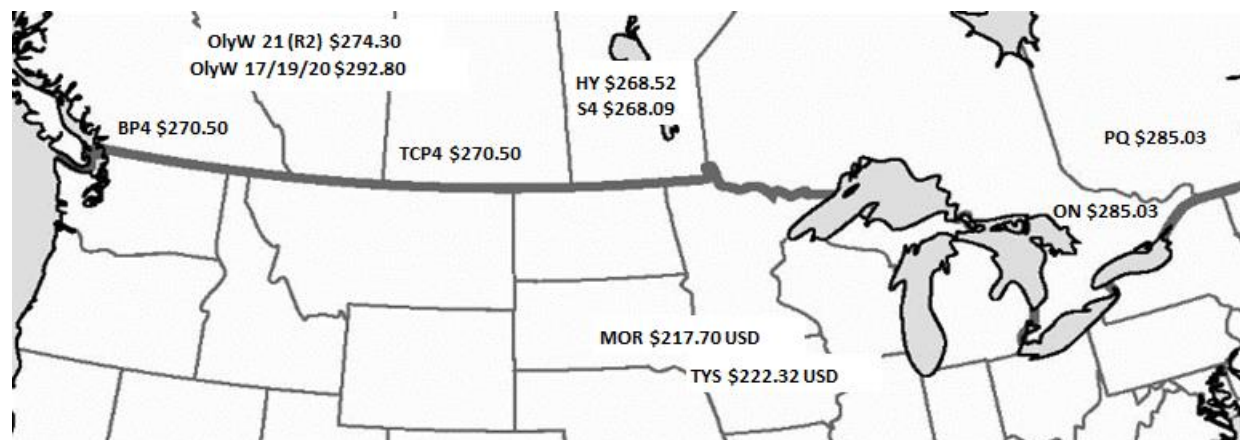 OlyW 21 (R2) $274.30
OlyW 17/19/20 $292.80
HY $268.52
S4 $268.09
BP4 $270.50
TCP4 $270.50
PQ $285.03
ON $285.03
MOR $217.70 USD
TYS $222.32 USD